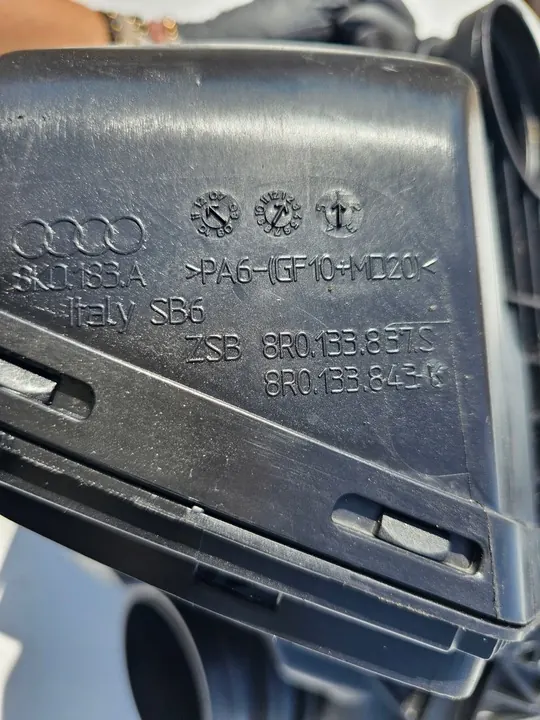 8K0.183.A
>PA6-(GF10+MD20)<
Italy SB6
ZSB 8R0.133.837.S
8R0.133.843